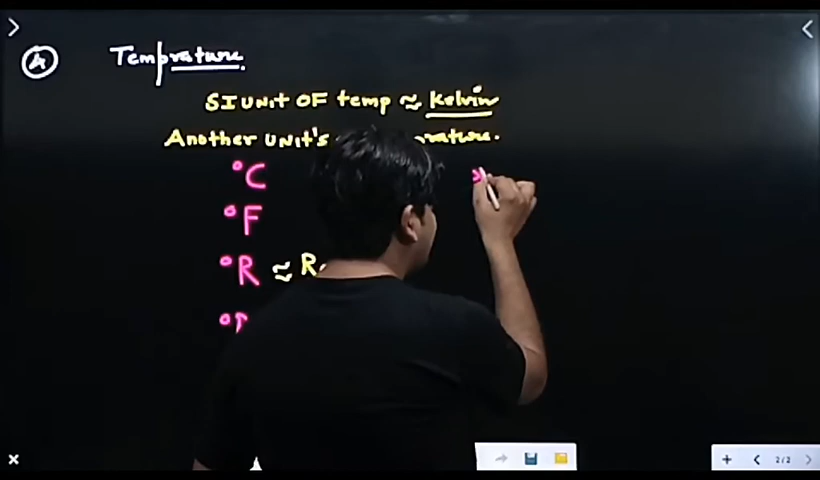 A Temprature
SI UNIT OF temp ≈ Kelvin
Another UNIT's
°C
°F
°R ≈ R
2/2